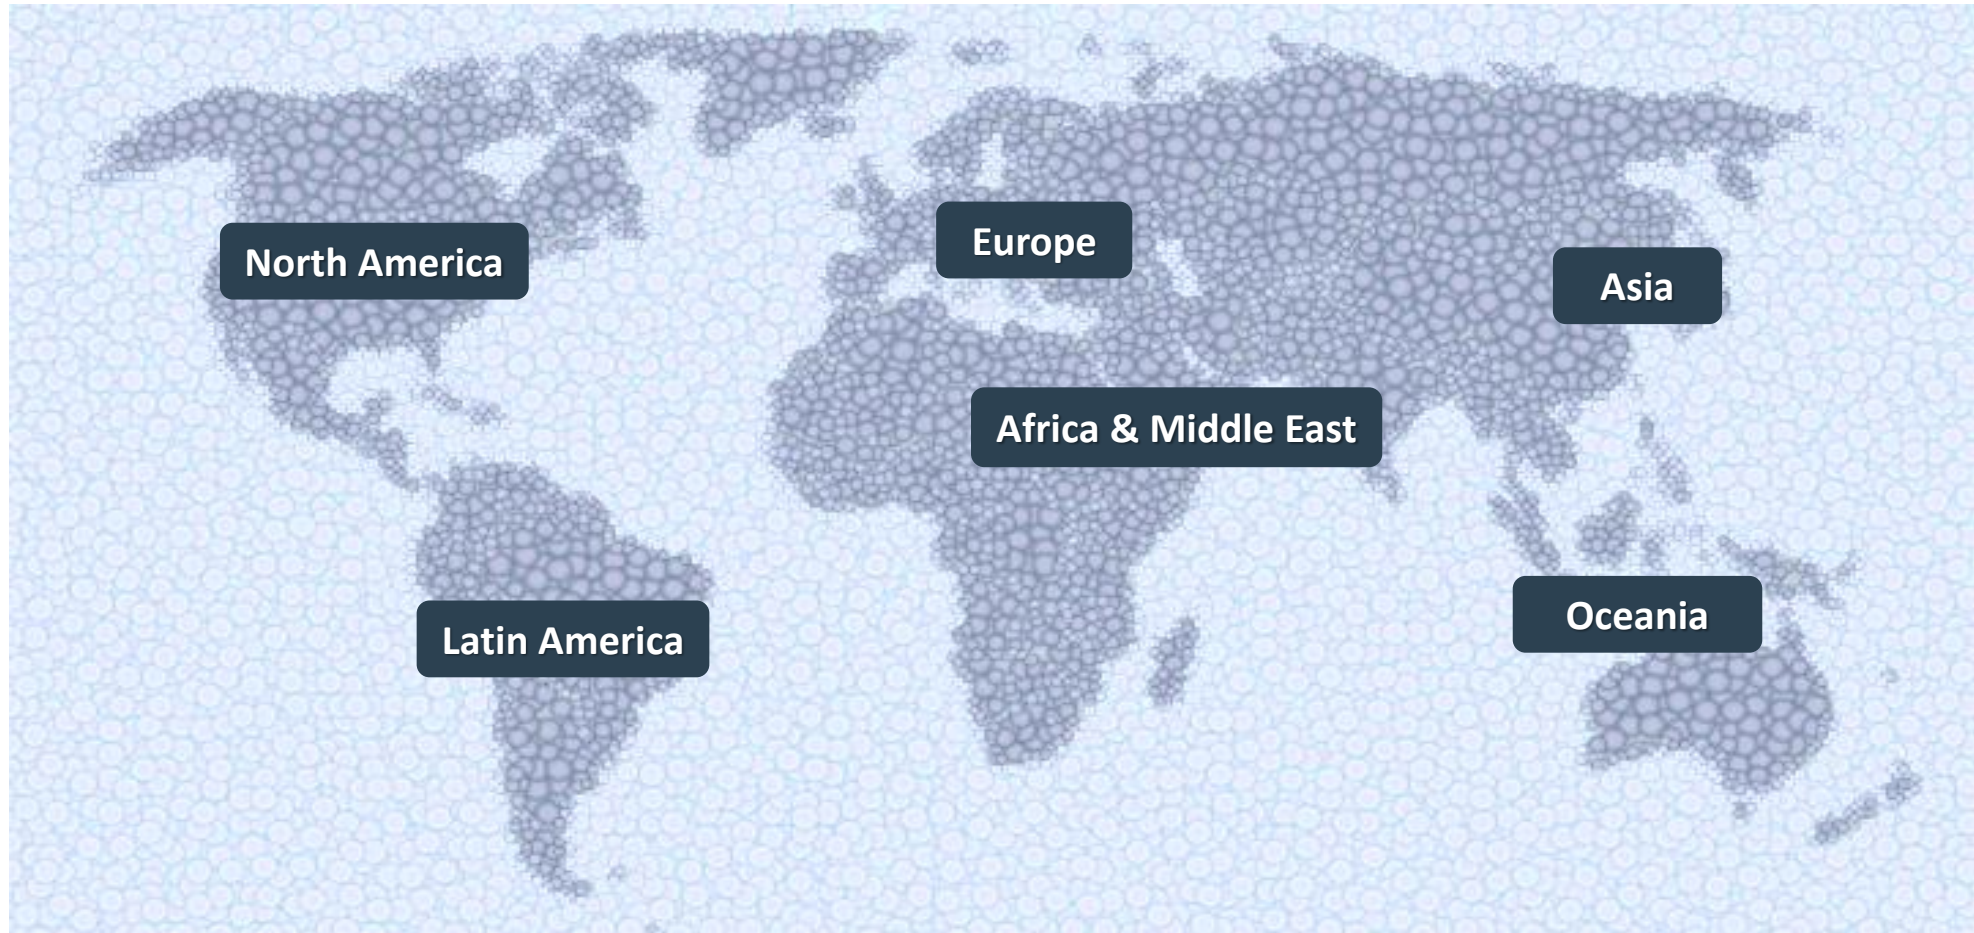 North America
Europe
Asia
Africa & Middle East
Latin America
Oceania